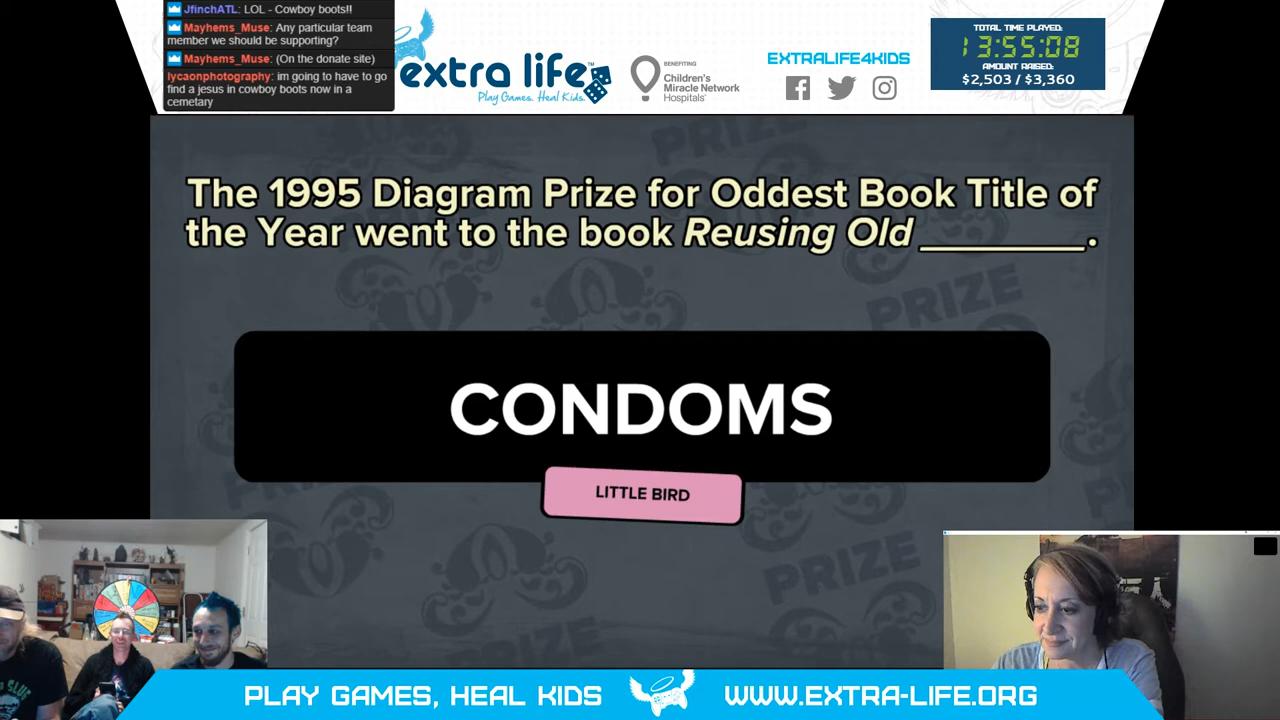 JfinchATL: LOL - Cowboy boots!!
Mayhems_Muse: Any particular team
member we should be supporting?
Mayhems_Muse: (On the donate site)
lycaonphotography: im going to have to go
find a jesus in cowboy boots now in a
cemetary
extra life
Play Games. Heal Kids.
BENEFITING
Children's
Miracle Network
Hospitals
EXTRALIFE4KIDS
TOTAL TIME PLAYED:
13:55:08
AMOUNT RAISED:
$2,503 / $3,360
The 1995 Diagram Prize for Oddest Book Title of
the Year went to the book Reusing Old ________.
PRIZE
PRIZE
CONDOMS
LITTLE BIRD
PRIZE
PRIZE
PLAY GAMES, HEAL KIDS
WWW.EXTRA-LIFE.ORG